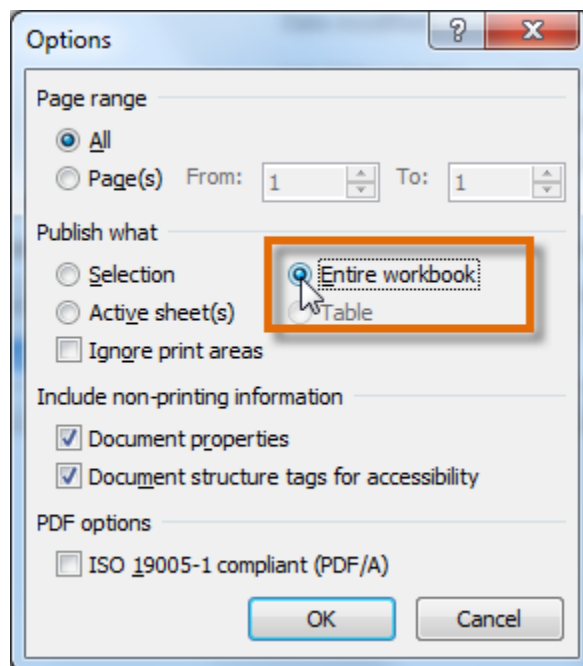 Options
Page range
All
Page(s) From: 1 To: 1
Publish what
Selection Entire workbook
Active sheet(s) Table
Ignore print areas
Include non-printing information
Document properties
Document structure tags for accessibility
PDF options
ISO 19005-1 compliant (PDF/A)
OK Cancel